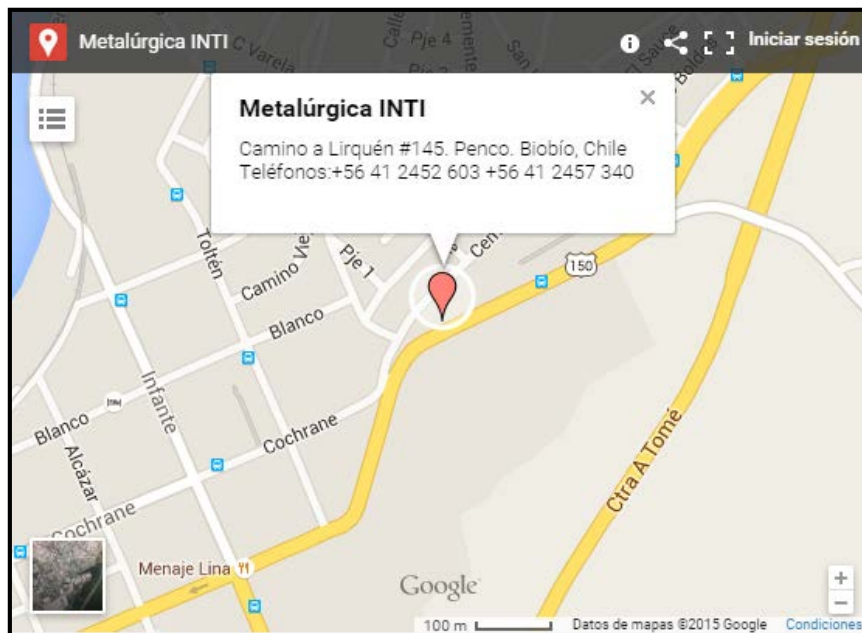 Metalúrgica INTI
Iniciar sesión
C Varela
Pje 4
Metalúrgica INTI
Camino a Lirquén #145. Penco. Biobío, Chile
Teléfonos:+56 41 2452 603 +56 41 2457 340
Toltén
Camino
Pje 1
150
Blanco
Infante
Blanco
Cochrane
Alcázar
Cochrane
Ctra A Tomé
Menaje Lina
Google
100 m
Datos de mapas ©2015 Google
Condiciones